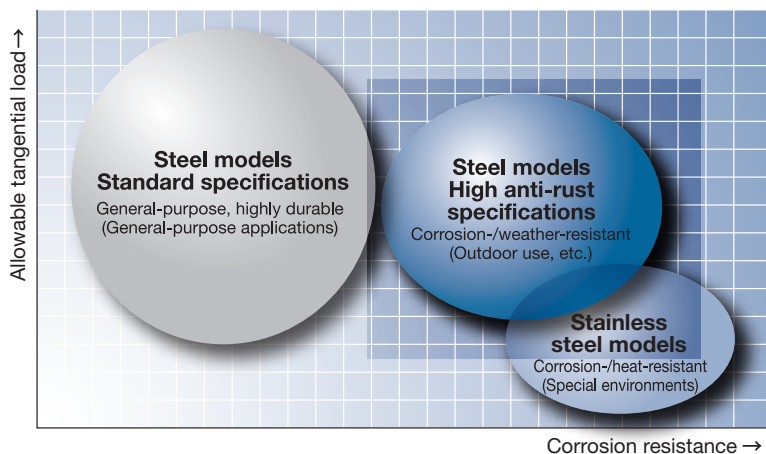 Allowable tangential load →
Steel models
Standard specifications
General-purpose, highly durable
(General-purpose applications)
Steel models
High anti-rust
specifications
Corrosion-/weather-resistant
(Outdoor use, etc.)
Stainless
steel models
Corrosion-/heat-resistant
(Special environments)
Corrosion resistance →